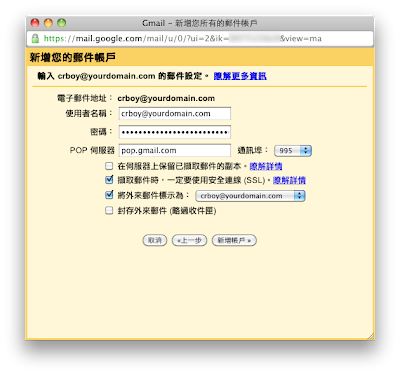 Gmail – 新增您所有的郵件帳戶
https://mail.google.com/mail/u/0/?ui=2&ik= &view=ma
新增您的郵件帳戶
輸入 crboy@yourdomain.com 的郵件設定。 瞭解更多資訊
電子郵件地址： crboy@yourdomain.com
使用者名稱： crboy@yourdomain.com
密碼： ••••••••••••••••••••••••
POP 伺服器 pop.gmail.com 通訊埠： 995
在伺服器上保留已擷取郵件的副本。瞭解詳情
擷取郵件時，一定要使用安全連線 (SSL)。瞭解詳情
將外來郵件標示為： crboy@yourdomain.com
封存外來郵件 (略過收件匣)
取消 «上一步 新增帳戶 »